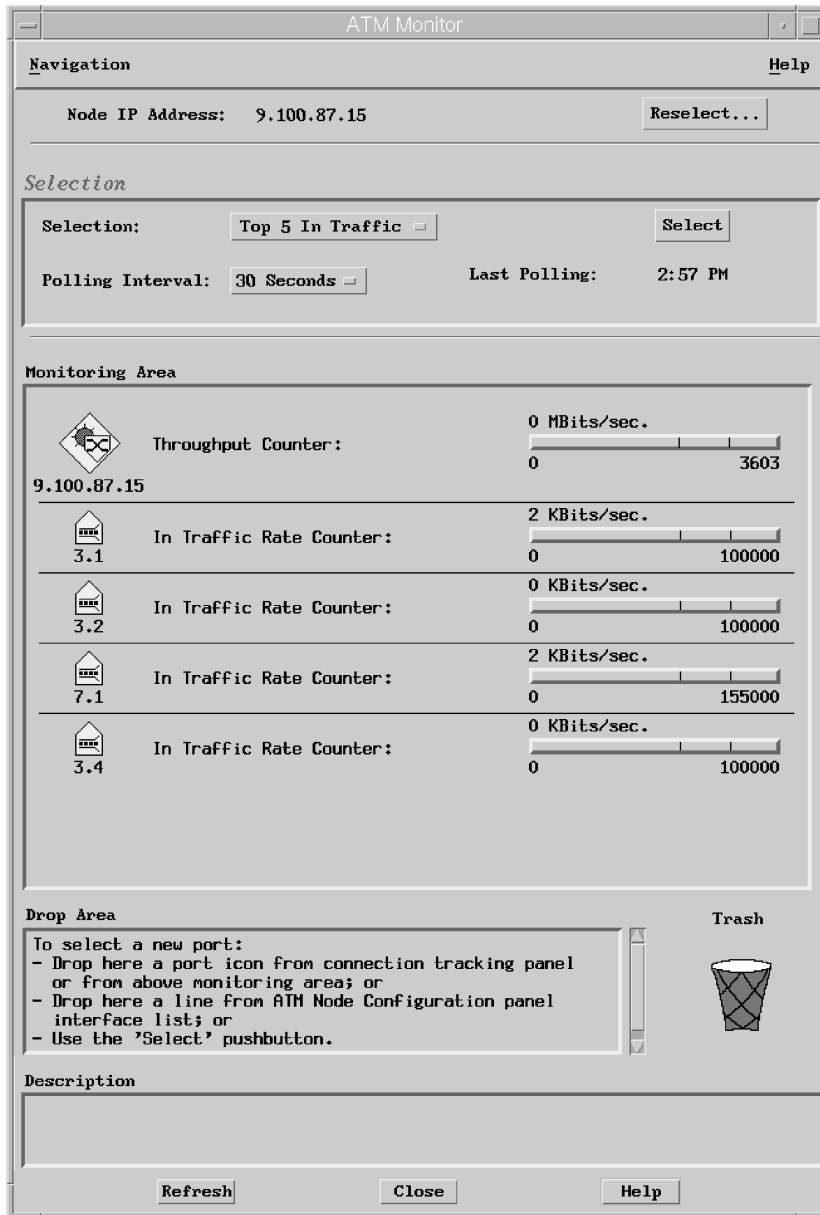 ATM Monitor
Navigation Help
Node IP Address: 9.100.87.15 Reselect...
Selection
Selection: Top 5 In Traffic Select
Polling Interval: 30 Seconds Last Polling: 2:57 PM
Monitoring Area
0 MBits/sec.
Throughput Counter:
0 3603
9.100.87.15
2 KBits/sec.
In Traffic Rate Counter:
3.1 0 100000
0 KBits/sec.
In Traffic Rate Counter:
3.2 0 100000
2 KBits/sec.
In Traffic Rate Counter:
7.1 0 155000
0 KBits/sec.
In Traffic Rate Counter:
3.4 0 100000
Drop Area Trash
To select a new port:
- Drop here a port icon from connection tracking panel
or from above monitoring area; or
- Drop here a line from ATM Node Configuration panel
interface list; or
- Use the 'Select' pushbutton.
Description
Refresh Close Help